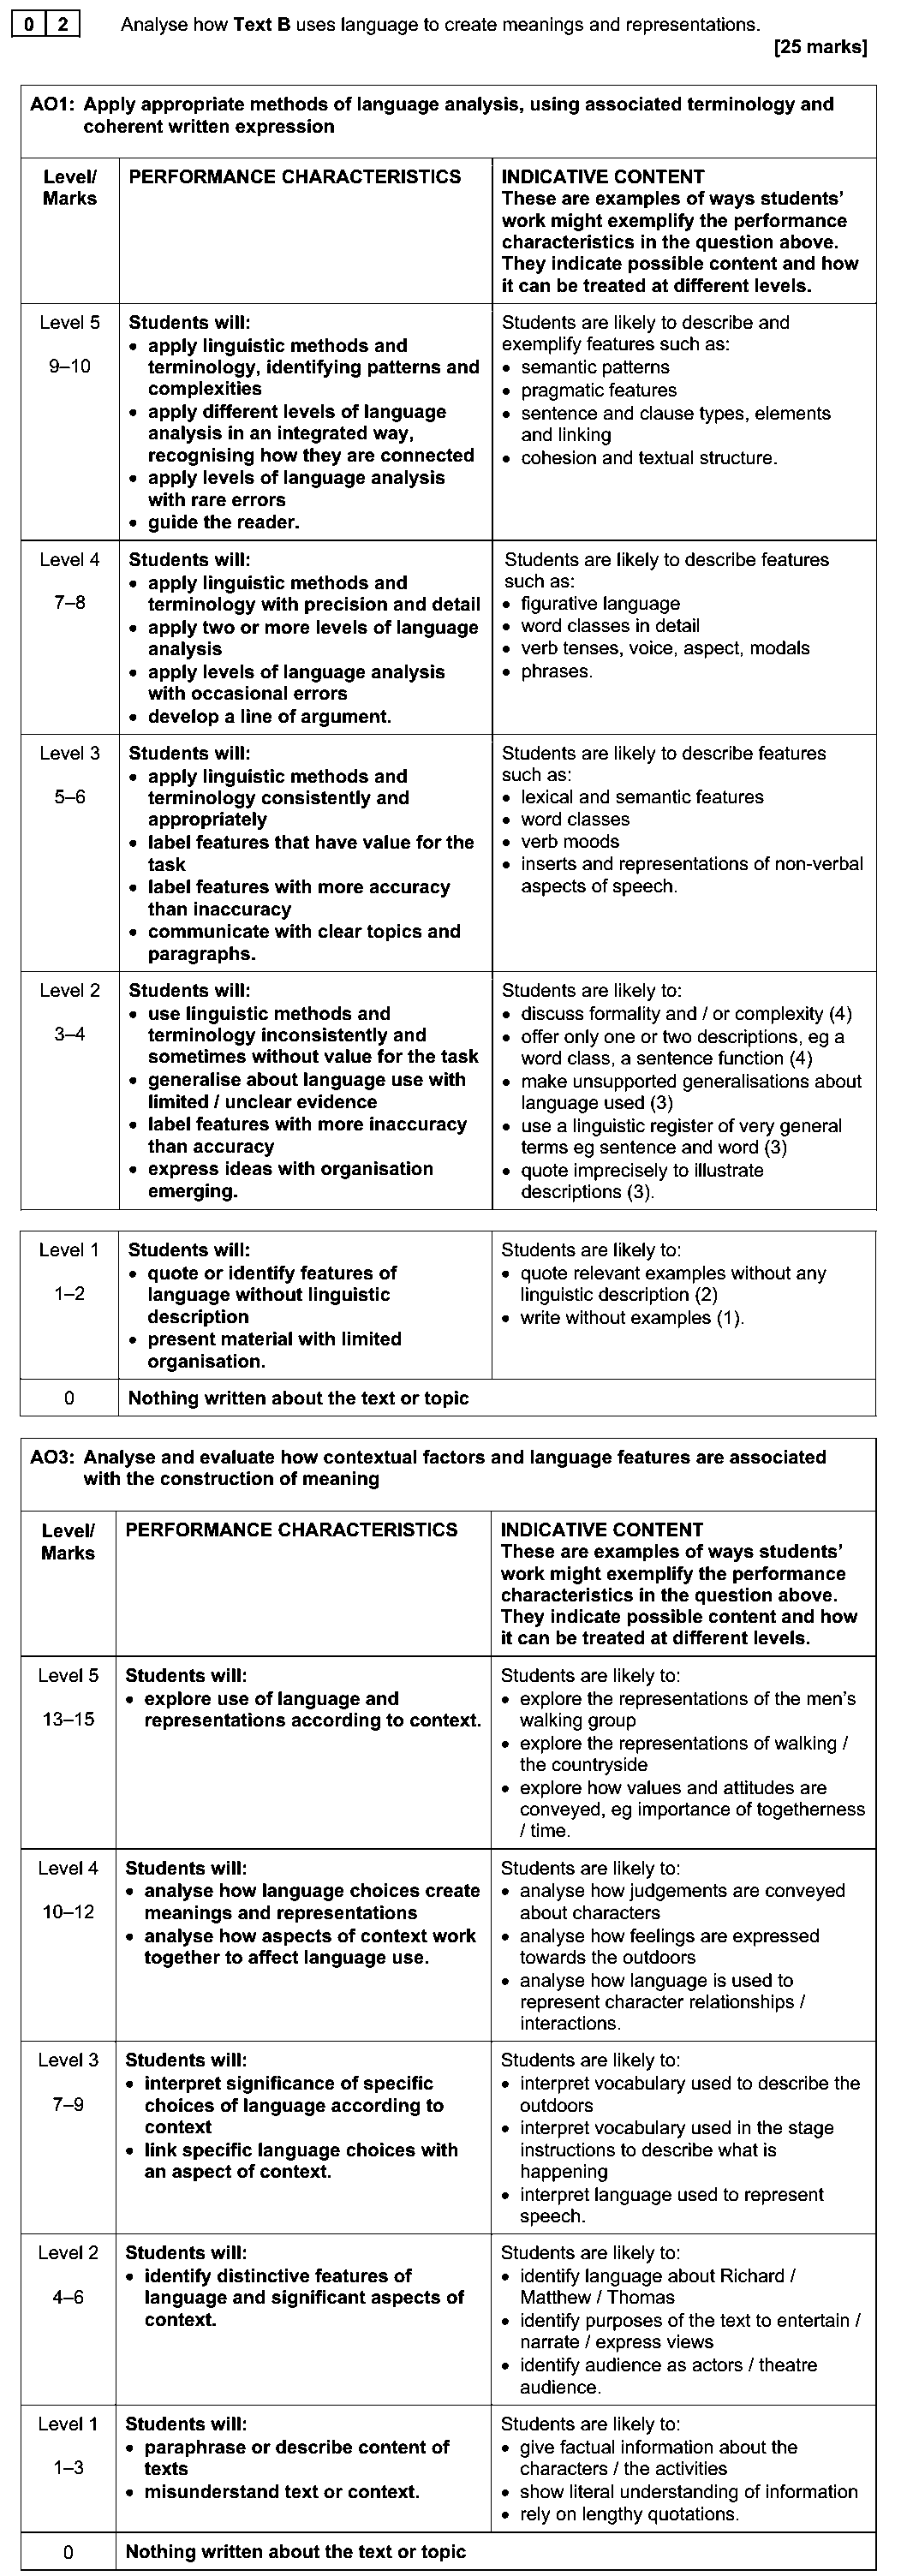 0 2 Analyse how Text B uses language to create meanings and representations.
[25 marks]
AO1: Apply appropriate methods of language analysis, using associated terminology and
coherent written expression
Level/
Marks
PERFORMANCE CHARACTERISTICS
INDICATIVE CONTENT
These are examples of ways students'
work might exemplify the performance
characteristics in the question above.
They indicate possible content and how
it can be treated at different levels.
Level 5
9–10
Students will:
• apply linguistic methods and
terminology, identifying patterns and
complexities
• apply different levels of language
analysis in an integrated way,
recognising how they are connected
• apply levels of language analysis
with rare errors
• guide the reader.
Students are likely to describe and
exemplify features such as:
• semantic patterns
• pragmatic features
• sentence and clause types, elements
and linking
• cohesion and textual structure.
Level 4
7–8
Students will:
• apply linguistic methods and
terminology with precision and detail
• apply two or more levels of language
analysis
• apply levels of language analysis
with occasional errors
• develop a line of argument.
Students are likely to describe features
such as:
• figurative language
• word classes in detail
• verb tenses, voice, aspect, modals
• phrases.
Level 3
5–6
Students will:
• apply linguistic methods and
terminology consistently and
appropriately
• label features that have value for the
task
• label features with more accuracy
than inaccuracy
• communicate with clear topics and
paragraphs.
Students are likely to describe features
such as:
• lexical and semantic features
• word classes
• verb moods
• inserts and representations of non-verbal
aspects of speech.
Level 2
3–4
Students will:
• use linguistic methods and
terminology inconsistently and
sometimes without value for the task
• generalise about language use with
limited / unclear evidence
• label features with more inaccuracy
than accuracy
• express ideas with organisation
emerging.
Students are likely to:
• discuss formality and / or complexity (4)
• offer only one or two descriptions, eg a
word class, a sentence function (4)
• make unsupported generalisations about
language used (3)
• use a linguistic register of very general
terms eg sentence and word (3)
• quote imprecisely to illustrate
descriptions (3).
Level 1
1–2
Students will:
• quote or identify features of
language without linguistic
description
• present material with limited
organisation.
Students are likely to:
• quote relevant examples without any
linguistic description (2)
• write without examples (1).
0
Nothing written about the text or topic
AO3: Analyse and evaluate how contextual factors and language features are associated
with the construction of meaning
Level/
Marks
PERFORMANCE CHARACTERISTICS
INDICATIVE CONTENT
These are examples of ways students'
work might exemplify the performance
characteristics in the question above.
They indicate possible content and how
it can be treated at different levels.
Level 5
13–15
Students will:
• explore use of language and
representations according to context.
Students are likely to:
• explore the representations of the men's
walking group
• explore the representations of walking /
the countryside
• explore how values and attitudes are
conveyed, eg importance of togetherness
/ time.
Level 4
10–12
Students will:
• analyse how language choices create
meanings and representations
• analyse how aspects of context work
together to affect language use.
Students are likely to:
• analyse how judgements are conveyed
about characters
• analyse how feelings are expressed
towards the outdoors
• analyse how language is used to
represent character relationships /
interactions.
Level 3
7–9
Students will:
• interpret significance of specific
choices of language according to
context
• link specific language choices with
an aspect of context.
Students are likely to:
• interpret vocabulary used to describe the
outdoors
• interpret vocabulary used in the stage
instructions to describe what is
happening
• interpret language used to represent
speech.
Level 2
4–6
Students will:
• identify distinctive features of
language and significant aspects of
context.
Students are likely to:
• identify language about Richard /
Matthew / Thomas
• identify purposes of the text to entertain /
narrate / express views
• identify audience as actors / theatre
audience.
Level 1
1–3
Students will:
• paraphrase or describe content of
texts
• misunderstand text or context.
Students are likely to:
• give factual information about the
characters / the activities
• show literal understanding of information
• rely on lengthy quotations.
0
Nothing written about the text or topic